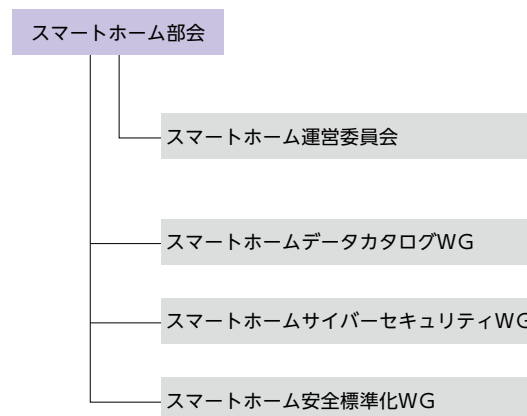 スマートホーム部会
スマートホーム運営委員会
スマートホームデータカタログWG
スマートホームサイバーセキュリティWG
スマートホーム安全標準化WG